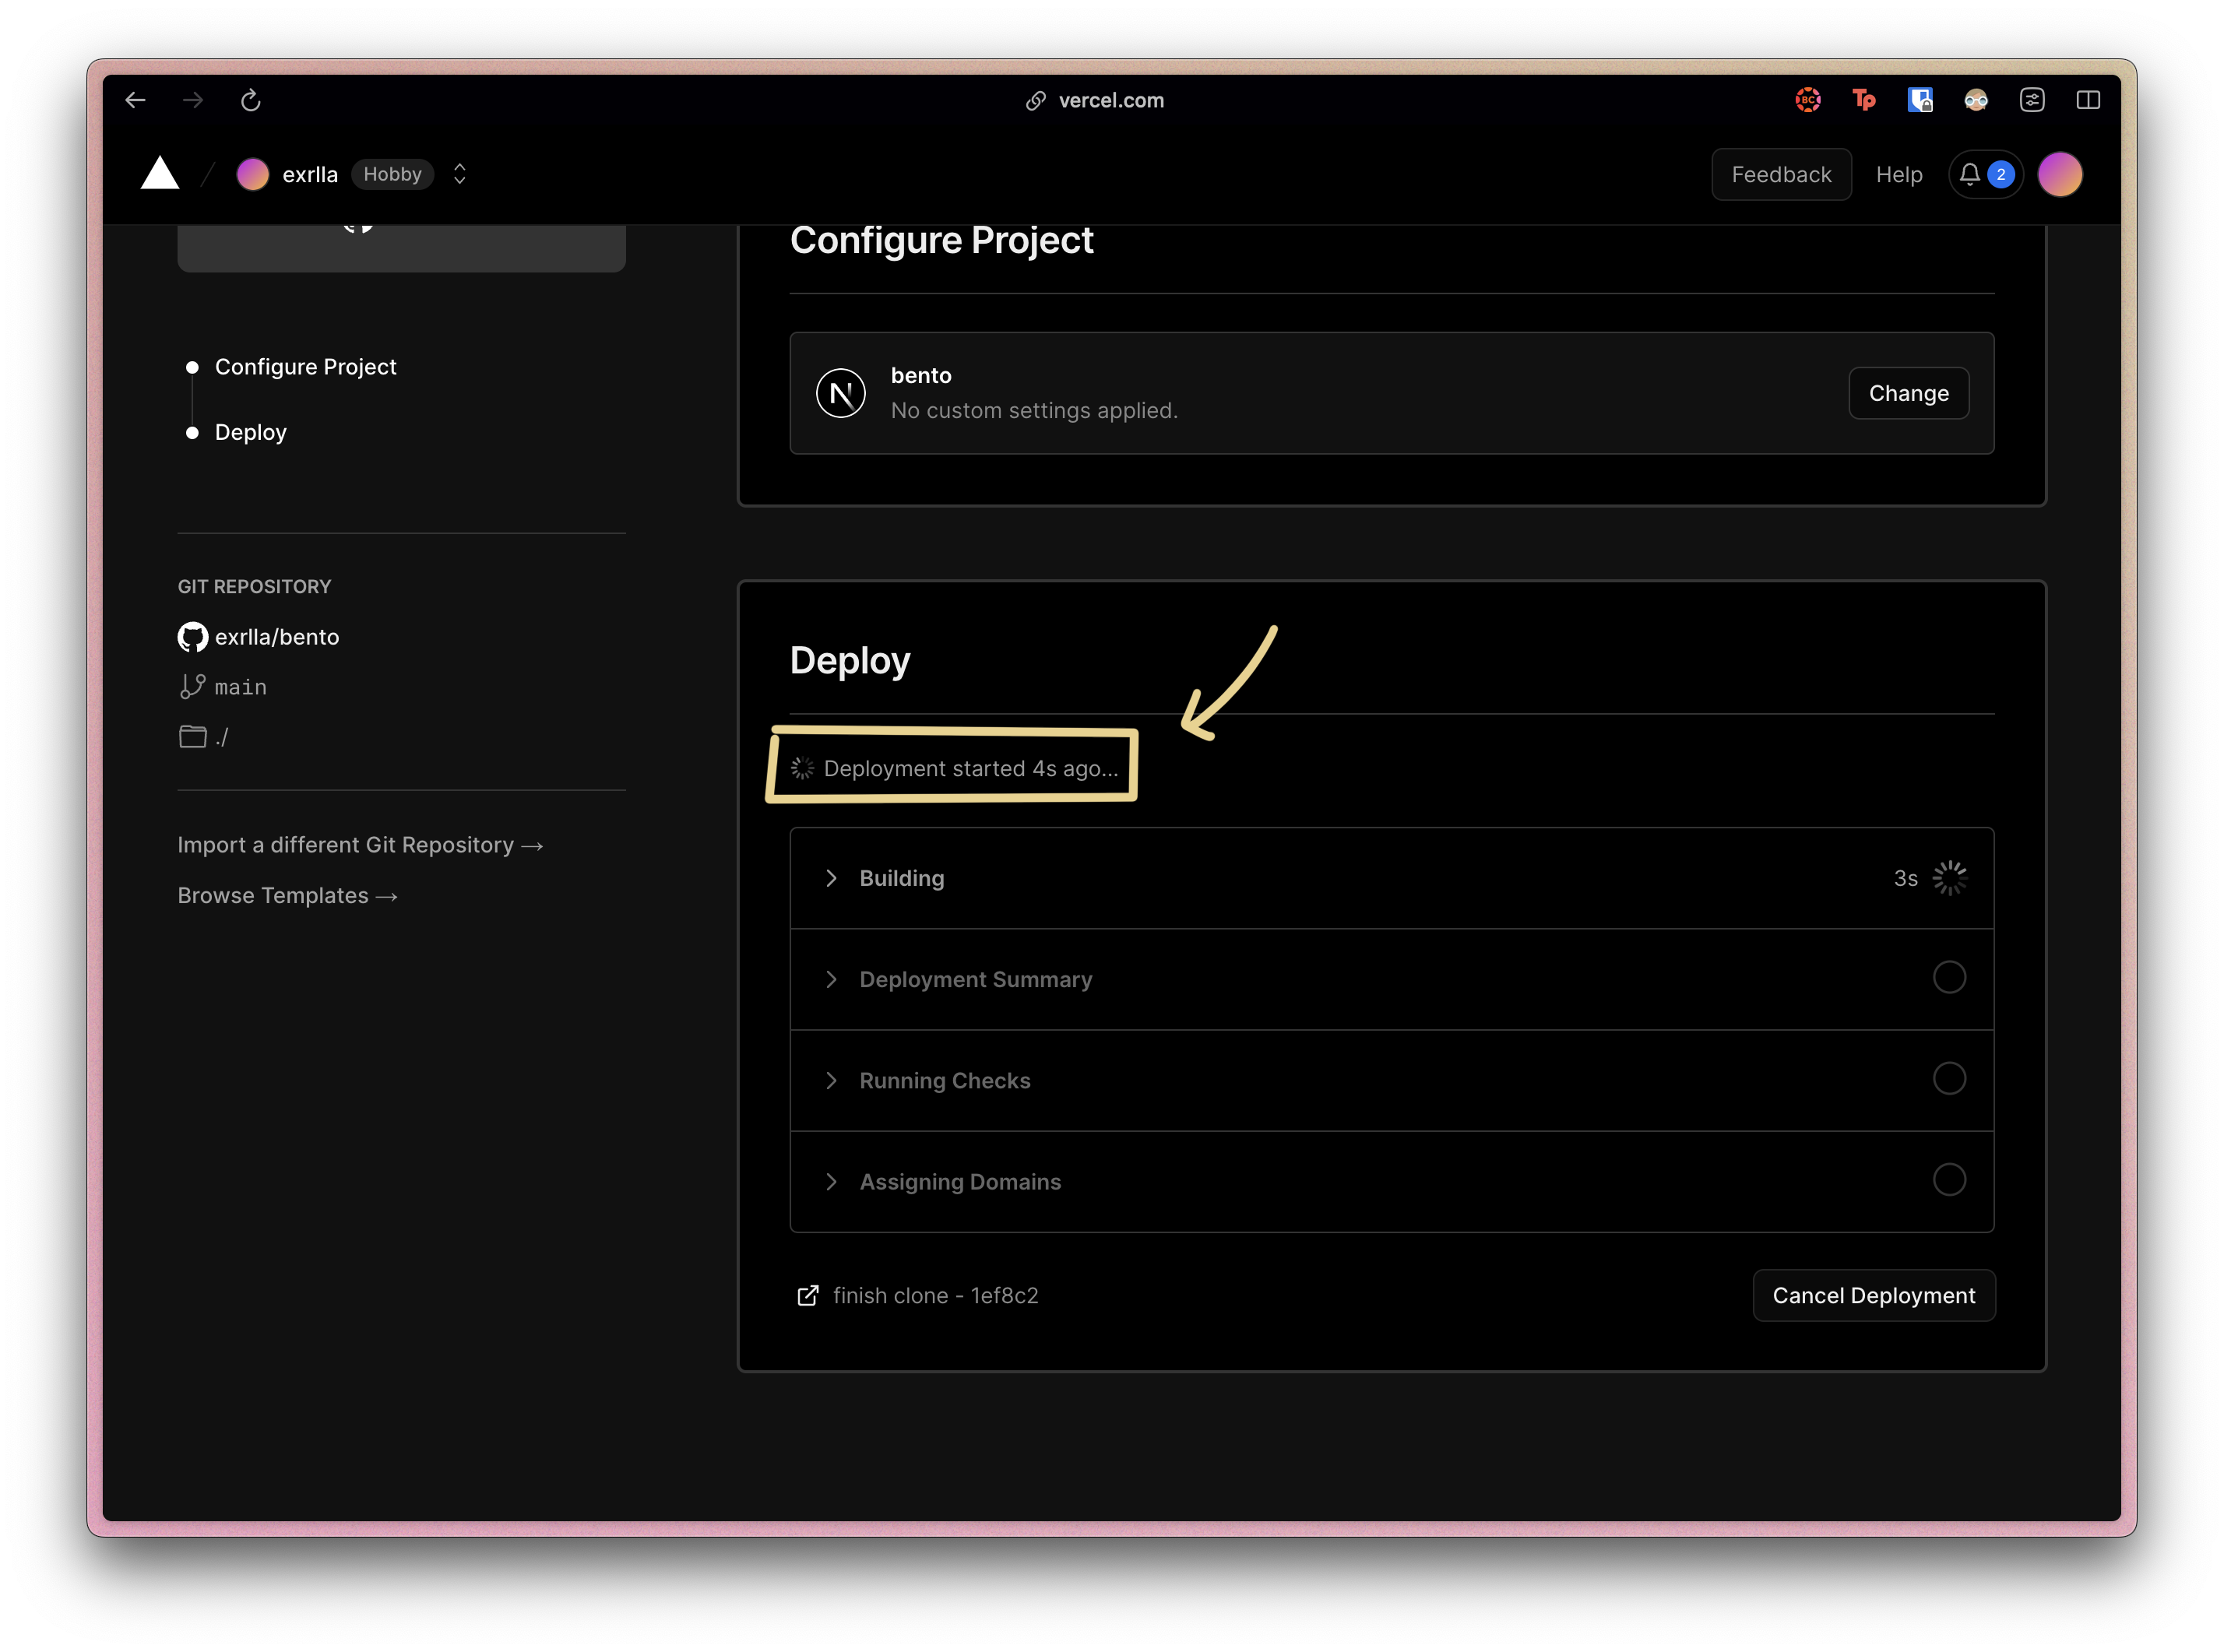 vercel.com
BC
Tp
exrlla
Hobby
Feedback
Help
2
Configure Project
Configure Project
Deploy
N
bento
No custom settings applied.
Change
GIT REPOSITORY
exrlla/bento
main
./
Import a different Git Repository →
Browse Templates →
Deploy
Deployment started 4s ago...
Building
3s
Deployment Summary
Running Checks
Assigning Domains
finish clone - 1ef8c2
Cancel Deployment